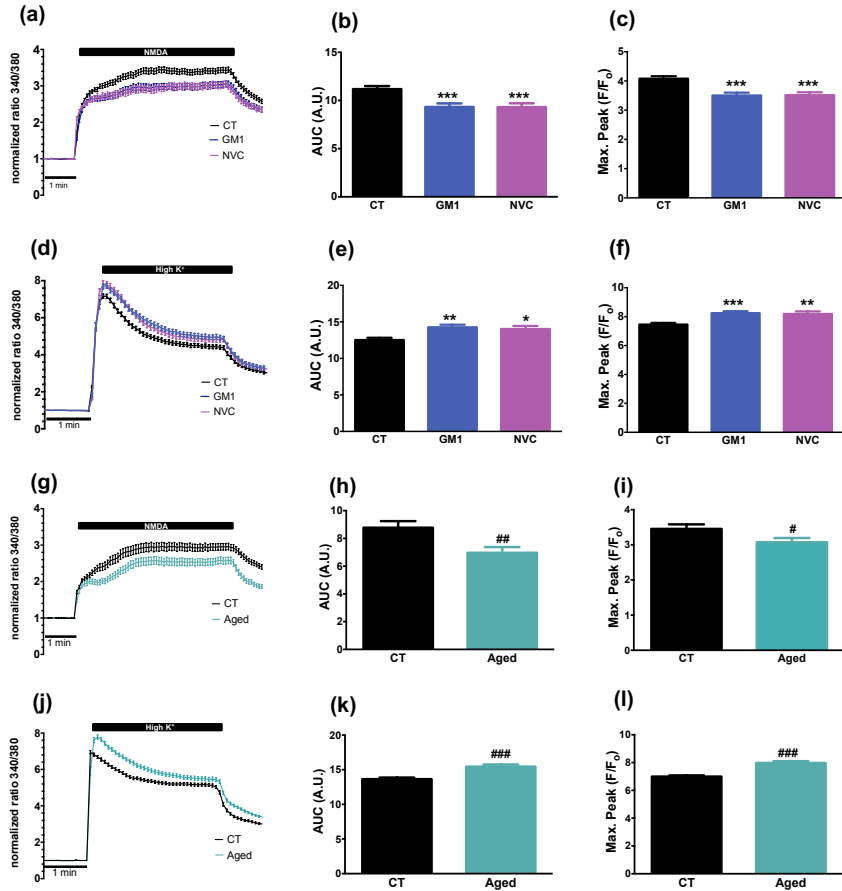 (a)
NMDA
normalized ratio 340/380
4
3
2
1
0
CT
GM1
NVC
1 min
(b)
AUC (A.U.)
15
10
5
0
***
***
CT GM1 NVC
(c)
Max. Peak (F/Fo)
5
4
3
2
1
0
***
***
CT GM1 NVC
(d)
High K+
normalized ratio 340/380
8
6
4
2
0
CT
GM1
NVC
1 min
(e)
AUC (A.U.)
20
15
10
5
0
**
*
CT GM1 NVC
(f)
Max. Peak (F/Fo)
10
8
6
4
2
0
***
**
CT GM1 NVC
(g)
NMDA
normalized ratio 340/380
4
3
2
1
0
CT
Aged
1 min
(h)
AUC (A.U.)
10
8
6
4
2
0
##
CT Aged
(i)
Max. Peak (F/Fo)
4
3
2
1
0
#
CT Aged
(j)
High K+
normalized ratio 340/380
8
6
4
2
0
CT
Aged
1 min
(k)
AUC (A.U.)
20
15
10
5
0
###
CT Aged
(l)
Max. Peak (F/Fo)
10
8
6
4
2
0
###
CT Aged